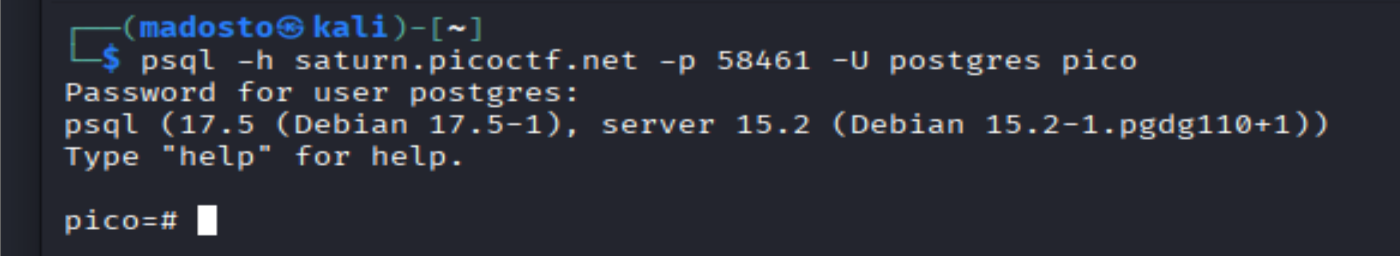 ┌──(madosto㉿kali)-[~]
└─$ psql -h saturn.picoctf.net -p 58461 -U postgres pico
Password for user postgres:
psql (17.5 (Debian 17.5-1), server 15.2 (Debian 15.2-1.pgdg110+1))
Type "help" for help.
pico=#